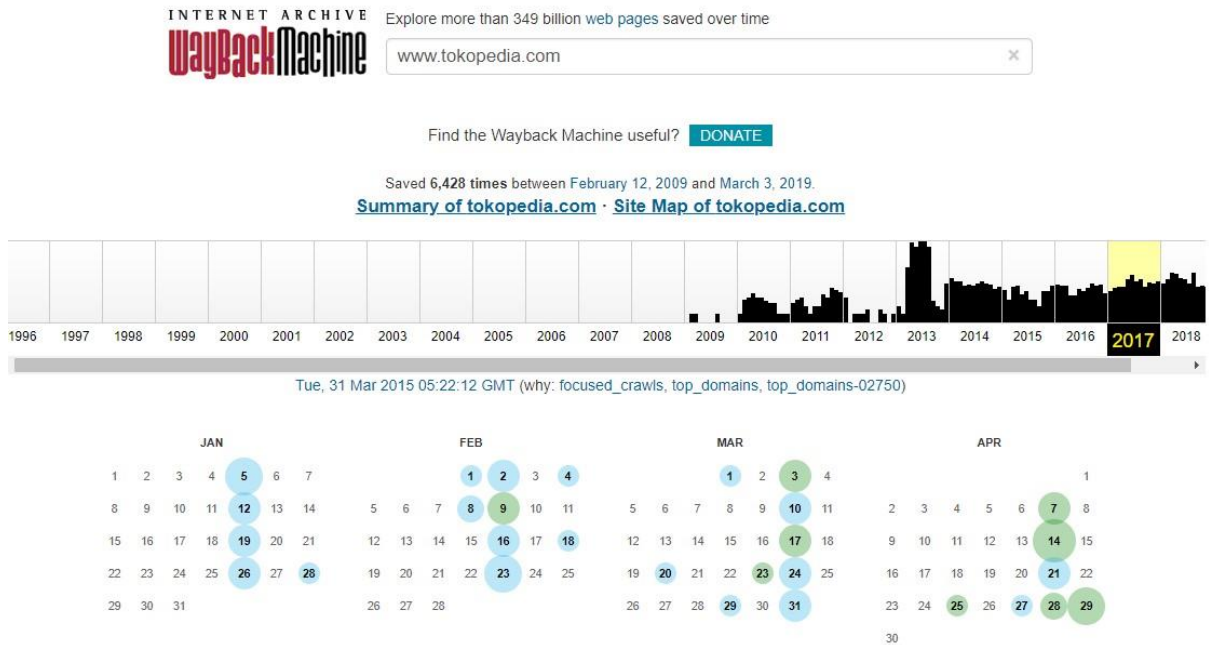 INTERNET ARCHIVE
WayBackMachine
Explore more than 349 billion web pages saved over time
www.tokopedia.com ×
Find the Wayback Machine useful? DONATE
Saved 6,428 times between February 12, 2009 and March 3, 2019.
Summary of tokopedia.com · Site Map of tokopedia.com
1996 1997 1998 1999 2000 2001 2002 2003 2004 2005 2006 2007 2008 2009 2010 2011 2012 2013 2014 2015 2016 2017 2018
Tue, 31 Mar 2015 05:22:12 GMT (why: focused_crawls, top_domains, top_domains-02750)
JAN
1 2 3 4 5 6 7
8 9 10 11 12 13 14
15 16 17 18 19 20 21
22 23 24 25 26 27 28
29 30 31
FEB
1 2 3 4
5 6 7 8 9 10 11
12 13 14 15 16 17 18
19 20 21 22 23 24 25
26 27 28
MAR
1 2 3 4
5 6 7 8 9 10 11
12 13 14 15 16 17 18
19 20 21 22 23 24 25
26 27 28 29 30 31
APR
1
2 3 4 5 6 7 8
9 10 11 12 13 14 15
16 17 18 19 20 21 22
23 24 25 26 27 28 29
30